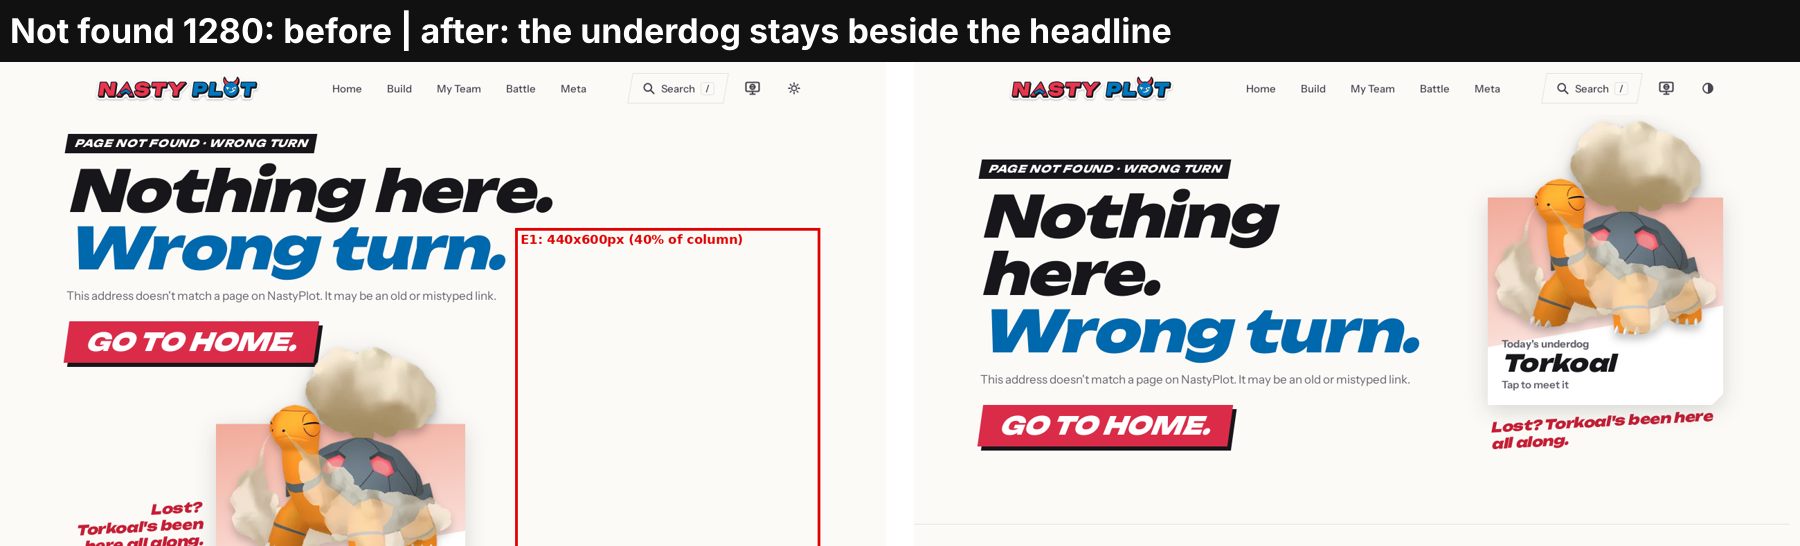 Not found 1280: before | after: the underdog stays beside the headline
NASTY PLOT
Home Build My Team Battle Meta Search /
PAGE NOT FOUND · WRONG TURN
Nothing here.
Wrong turn.
This address doesn't match a page on NastyPlot. It may be an old or mistyped link.
GO TO HOME.
E1: 440x600px (40% of column)
Lost?
Torkoal's been
here all along.
NASTY PLOT
Home Build My Team Battle Meta Search /
PAGE NOT FOUND · WRONG TURN
Nothing
here.
Wrong turn.
This address doesn't match a page on NastyPlot. It may be an old or mistyped link.
GO TO HOME.
Today's underdog
Torkoal
Tap to meet it
Lost? Torkoal's been here
all along.